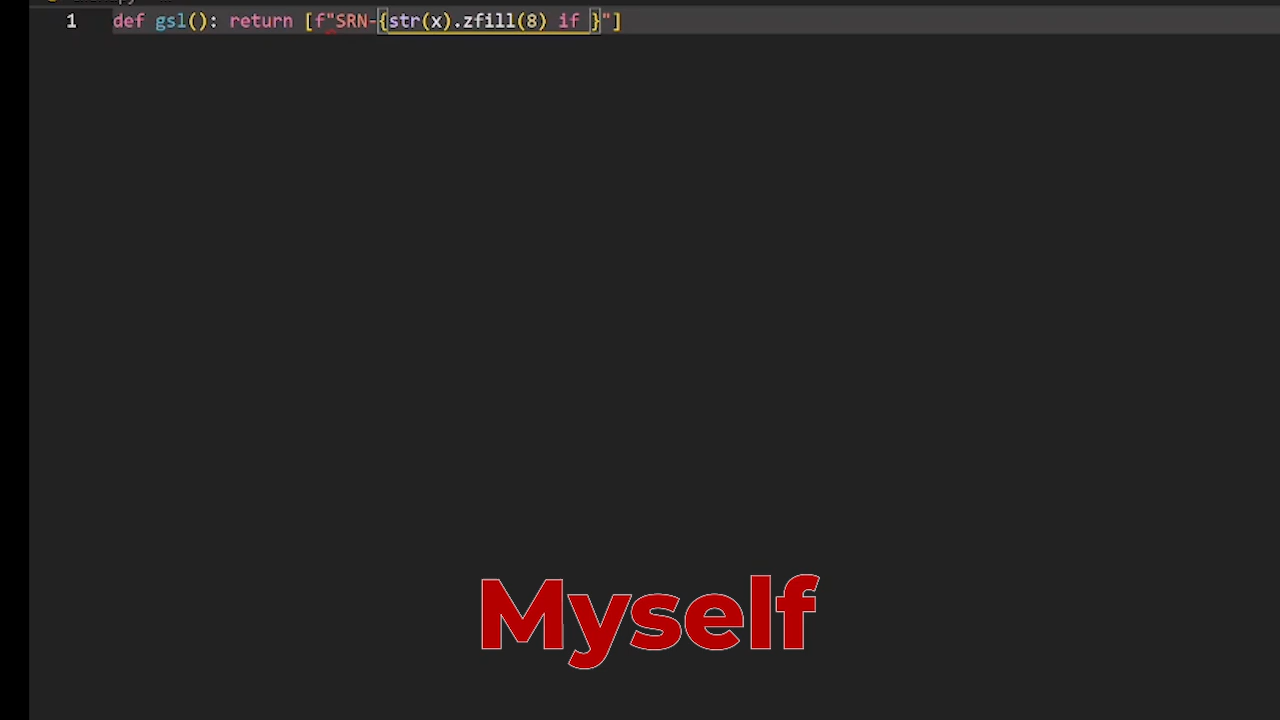 1 def gsl(): return [f"SRN-{str(x).zfill(8) if }"]
Myself